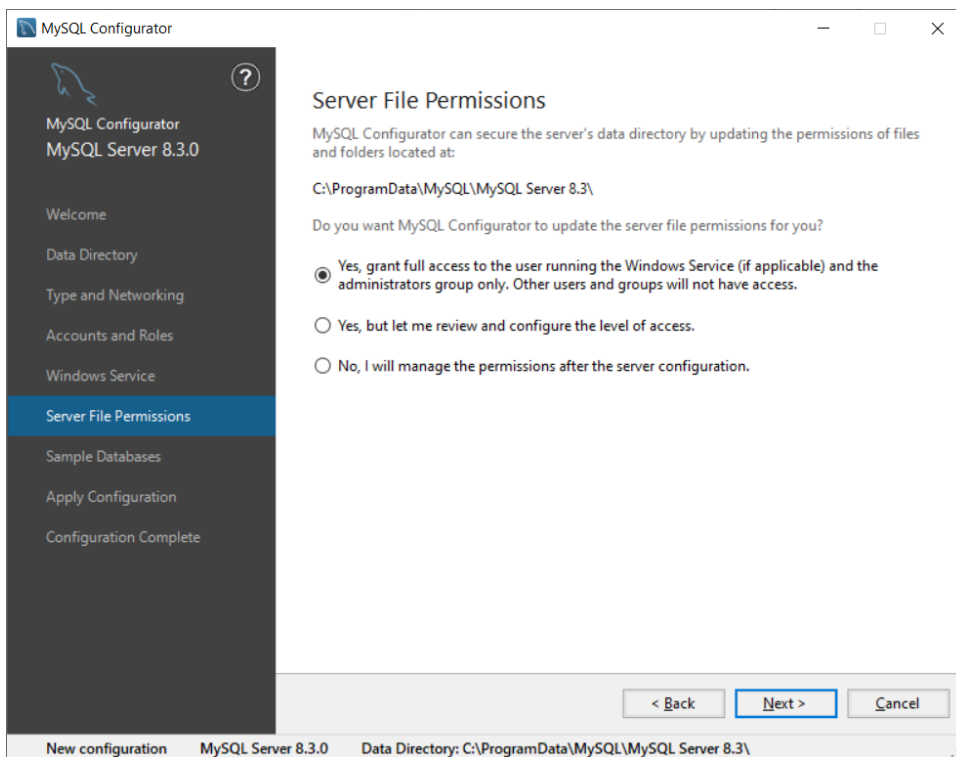 MySQL Configurator
?
MySQL Configurator
MySQL Server 8.3.0
Welcome
Data Directory
Type and Networking
Accounts and Roles
Windows Service
Server File Permissions
Sample Databases
Apply Configuration
Configuration Complete
Server File Permissions
MySQL Configurator can secure the server's data directory by updating the permissions of files
and folders located at:
C:\ProgramData\MySQL\MySQL Server 8.3\
Do you want MySQL Configurator to update the server file permissions for you?
Yes, grant full access to the user running the Windows Service (if applicable) and the
administrators group only. Other users and groups will not have access.
Yes, but let me review and configure the level of access.
No, I will manage the permissions after the server configuration.
< Back Next > Cancel
New configuration MySQL Server 8.3.0 Data Directory: C:\ProgramData\MySQL\MySQL Server 8.3\